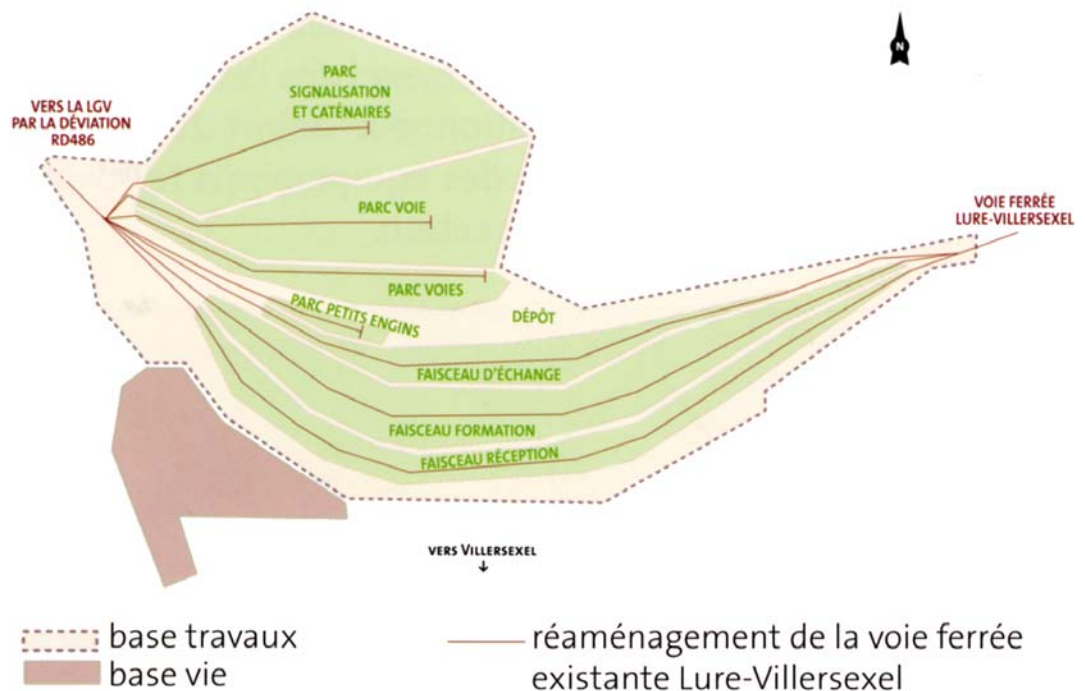 N
PARC
SIGNALISATION
ET CATÉNAIRES
VERS LA LGV
PAR LA DÉVIATION
RD486
PARC VOIE
VOIE FERRÉE
LURE-VILLERSEXEL
PARC VOIES
PARC PETITS ENGINS
DÉPÔT
FAISCEAU D'ÉCHANGE
FAISCEAU FORMATION
FAISCEAU RÉCEPTION
VERS VILLERSEXEL
base travaux
base vie
réaménagement de la voie ferrée
existante Lure-Villersexel